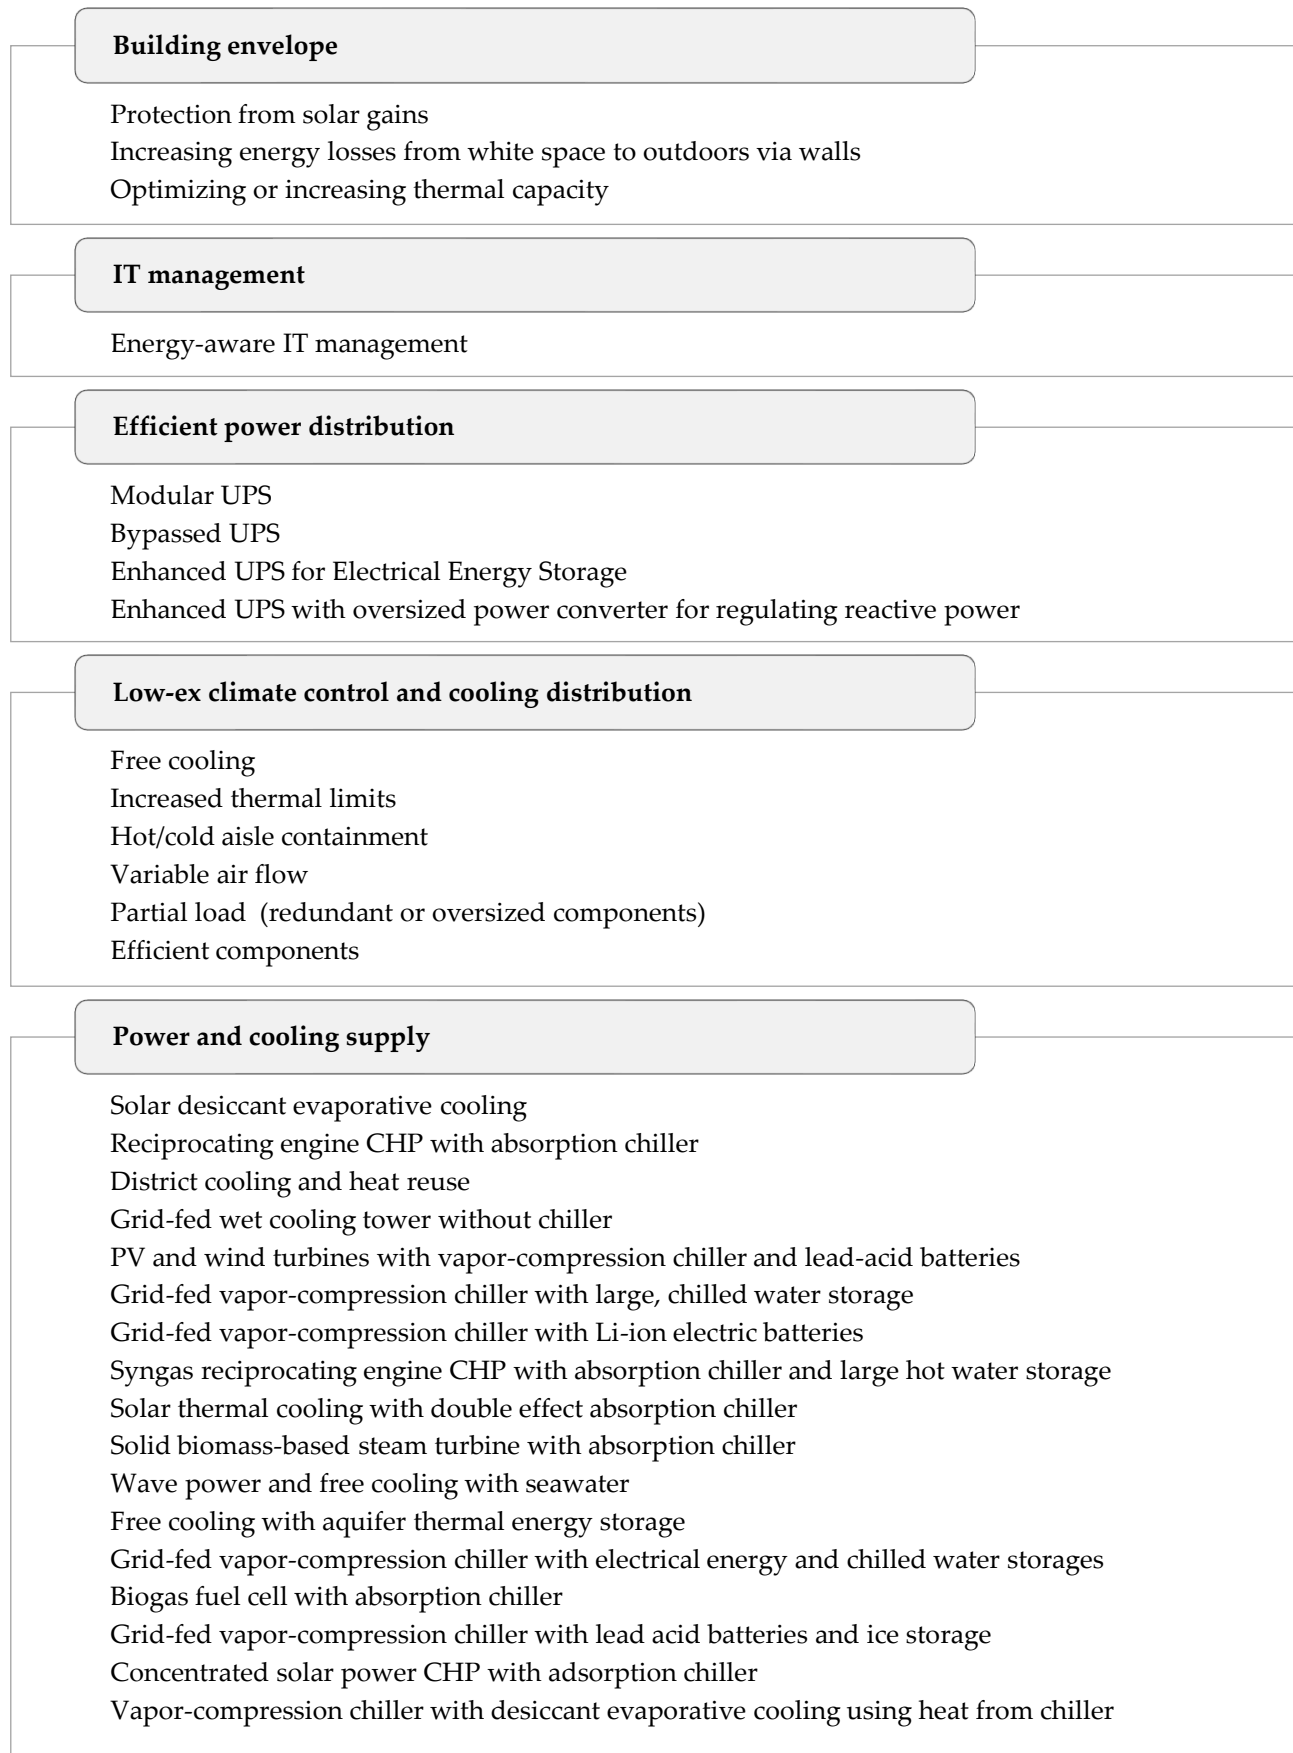 Building envelope
Protection from solar gains
Increasing energy losses from white space to outdoors via walls
Optimizing or increasing thermal capacity
IT management
Energy-aware IT management
Efficient power distribution
Modular UPS
Bypassed UPS
Enhanced UPS for Electrical Energy Storage
Enhanced UPS with oversized power converter for regulating reactive power
Low-ex climate control and cooling distribution
Free cooling
Increased thermal limits
Hot/cold aisle containment
Variable air flow
Partial load (redundant or oversized components)
Efficient components
Power and cooling supply
Solar desiccant evaporative cooling
Reciprocating engine CHP with absorption chiller
District cooling and heat reuse
Grid-fed wet cooling tower without chiller
PV and wind turbines with vapor-compression chiller and lead-acid batteries
Grid-fed vapor-compression chiller with large, chilled water storage
Grid-fed vapor-compression chiller with Li-ion electric batteries
Syngas reciprocating engine CHP with absorption chiller and large hot water storage
Solar thermal cooling with double effect absorption chiller
Solid biomass-based steam turbine with absorption chiller
Wave power and free cooling with seawater
Free cooling with aquifer thermal energy storage
Grid-fed vapor-compression chiller with electrical energy and chilled water storages
Biogas fuel cell with absorption chiller
Grid-fed vapor-compression chiller with lead acid batteries and ice storage
Concentrated solar power CHP with adsorption chiller
Vapor-compression chiller with desiccant evaporative cooling using heat from chiller